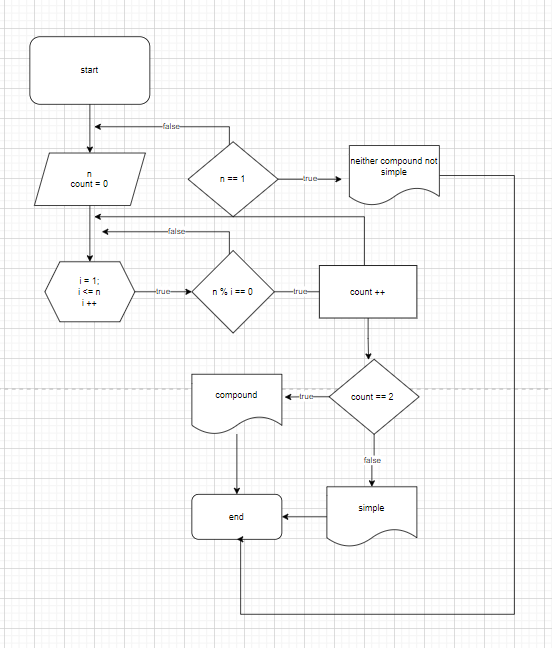 start
false
n
count = 0
n == 1
true
neither compound not
simple
false
i = 1;
i <= n
i ++
true
n % i == 0
true
count ++
compound
true
count == 2
false
simple
end